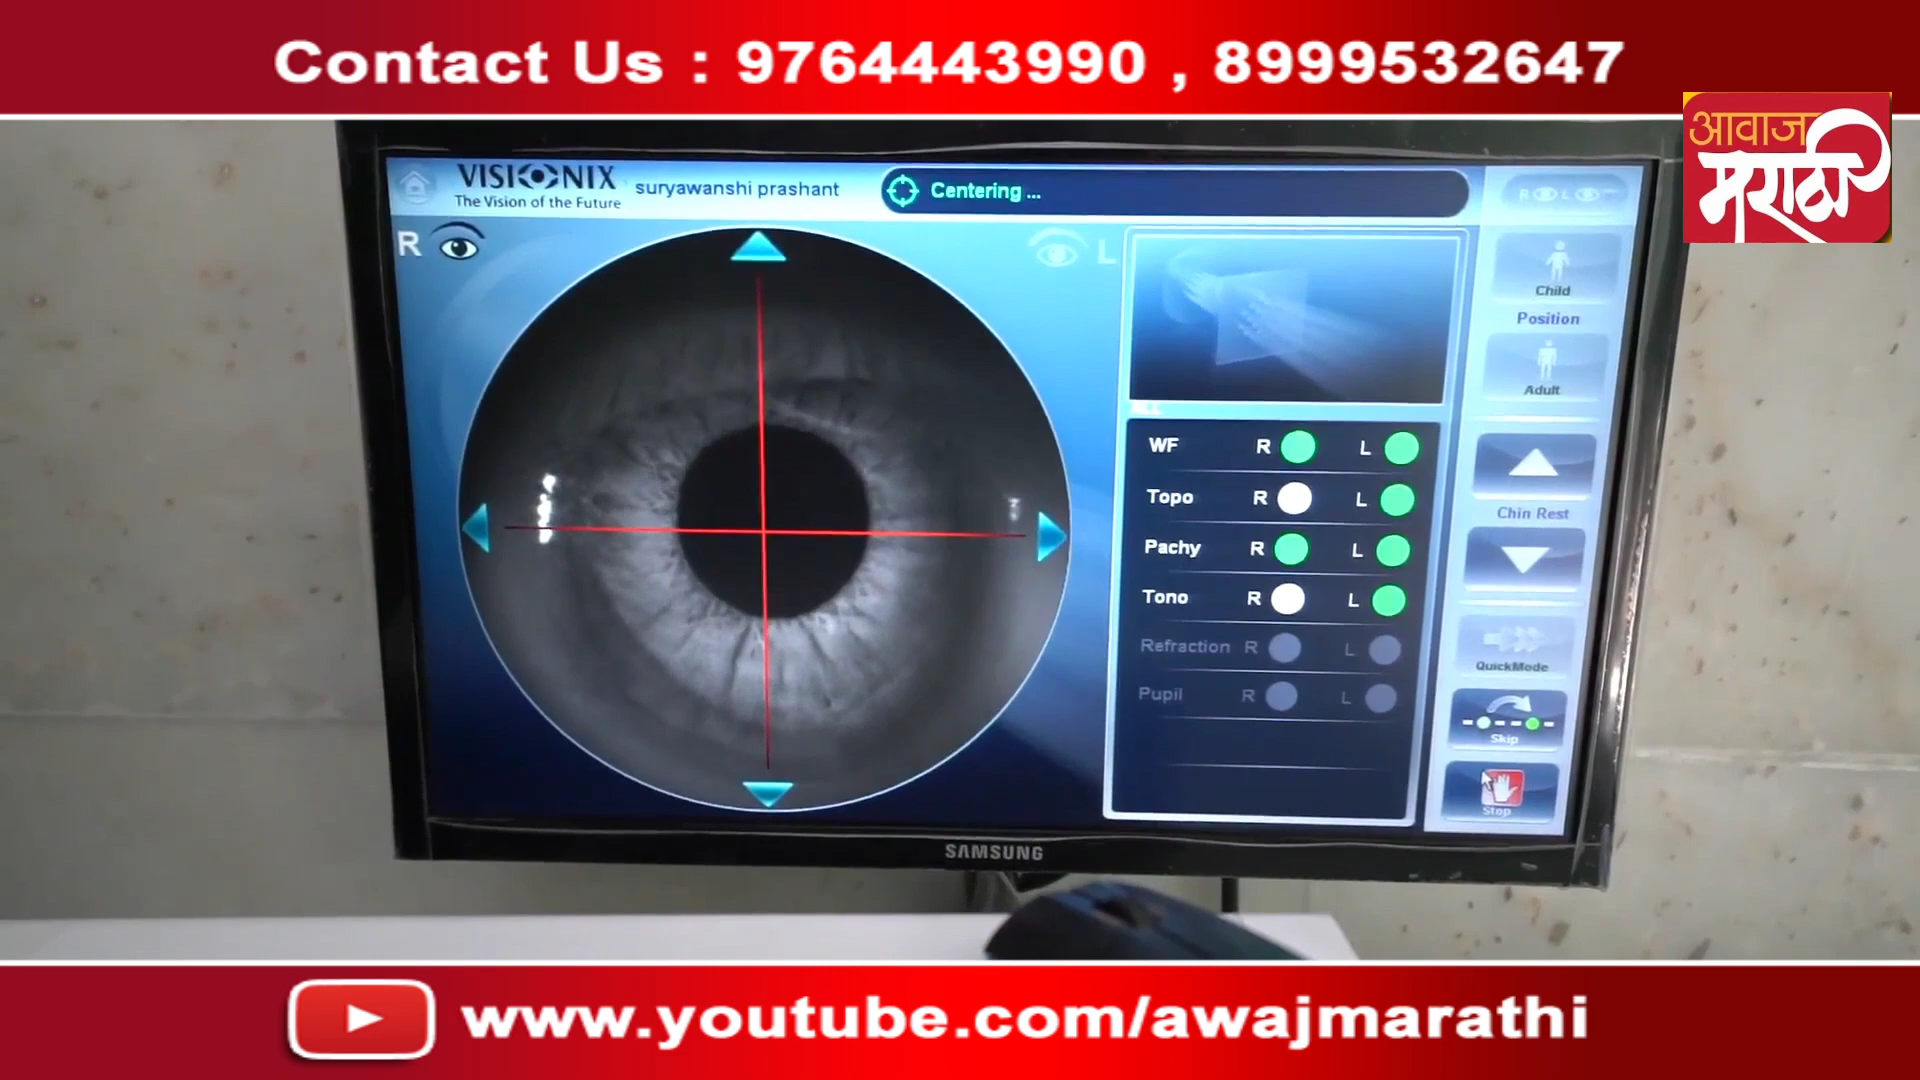 Contact Us : 9764443990 , 8999532647
आवाज
मराठी
VISIONIX
The Vision of the Future
suryawanshi prashant
Centering ...
R L
R
L
Child
Position
Adult
ALL
WF R L
Topo R L
Pachy R L
Tono R L
Refraction R L
Pupil R L
Chin Rest
QuickMode
Skip
Stop
SAMSUNG
www.youtube.com/awajmarathi